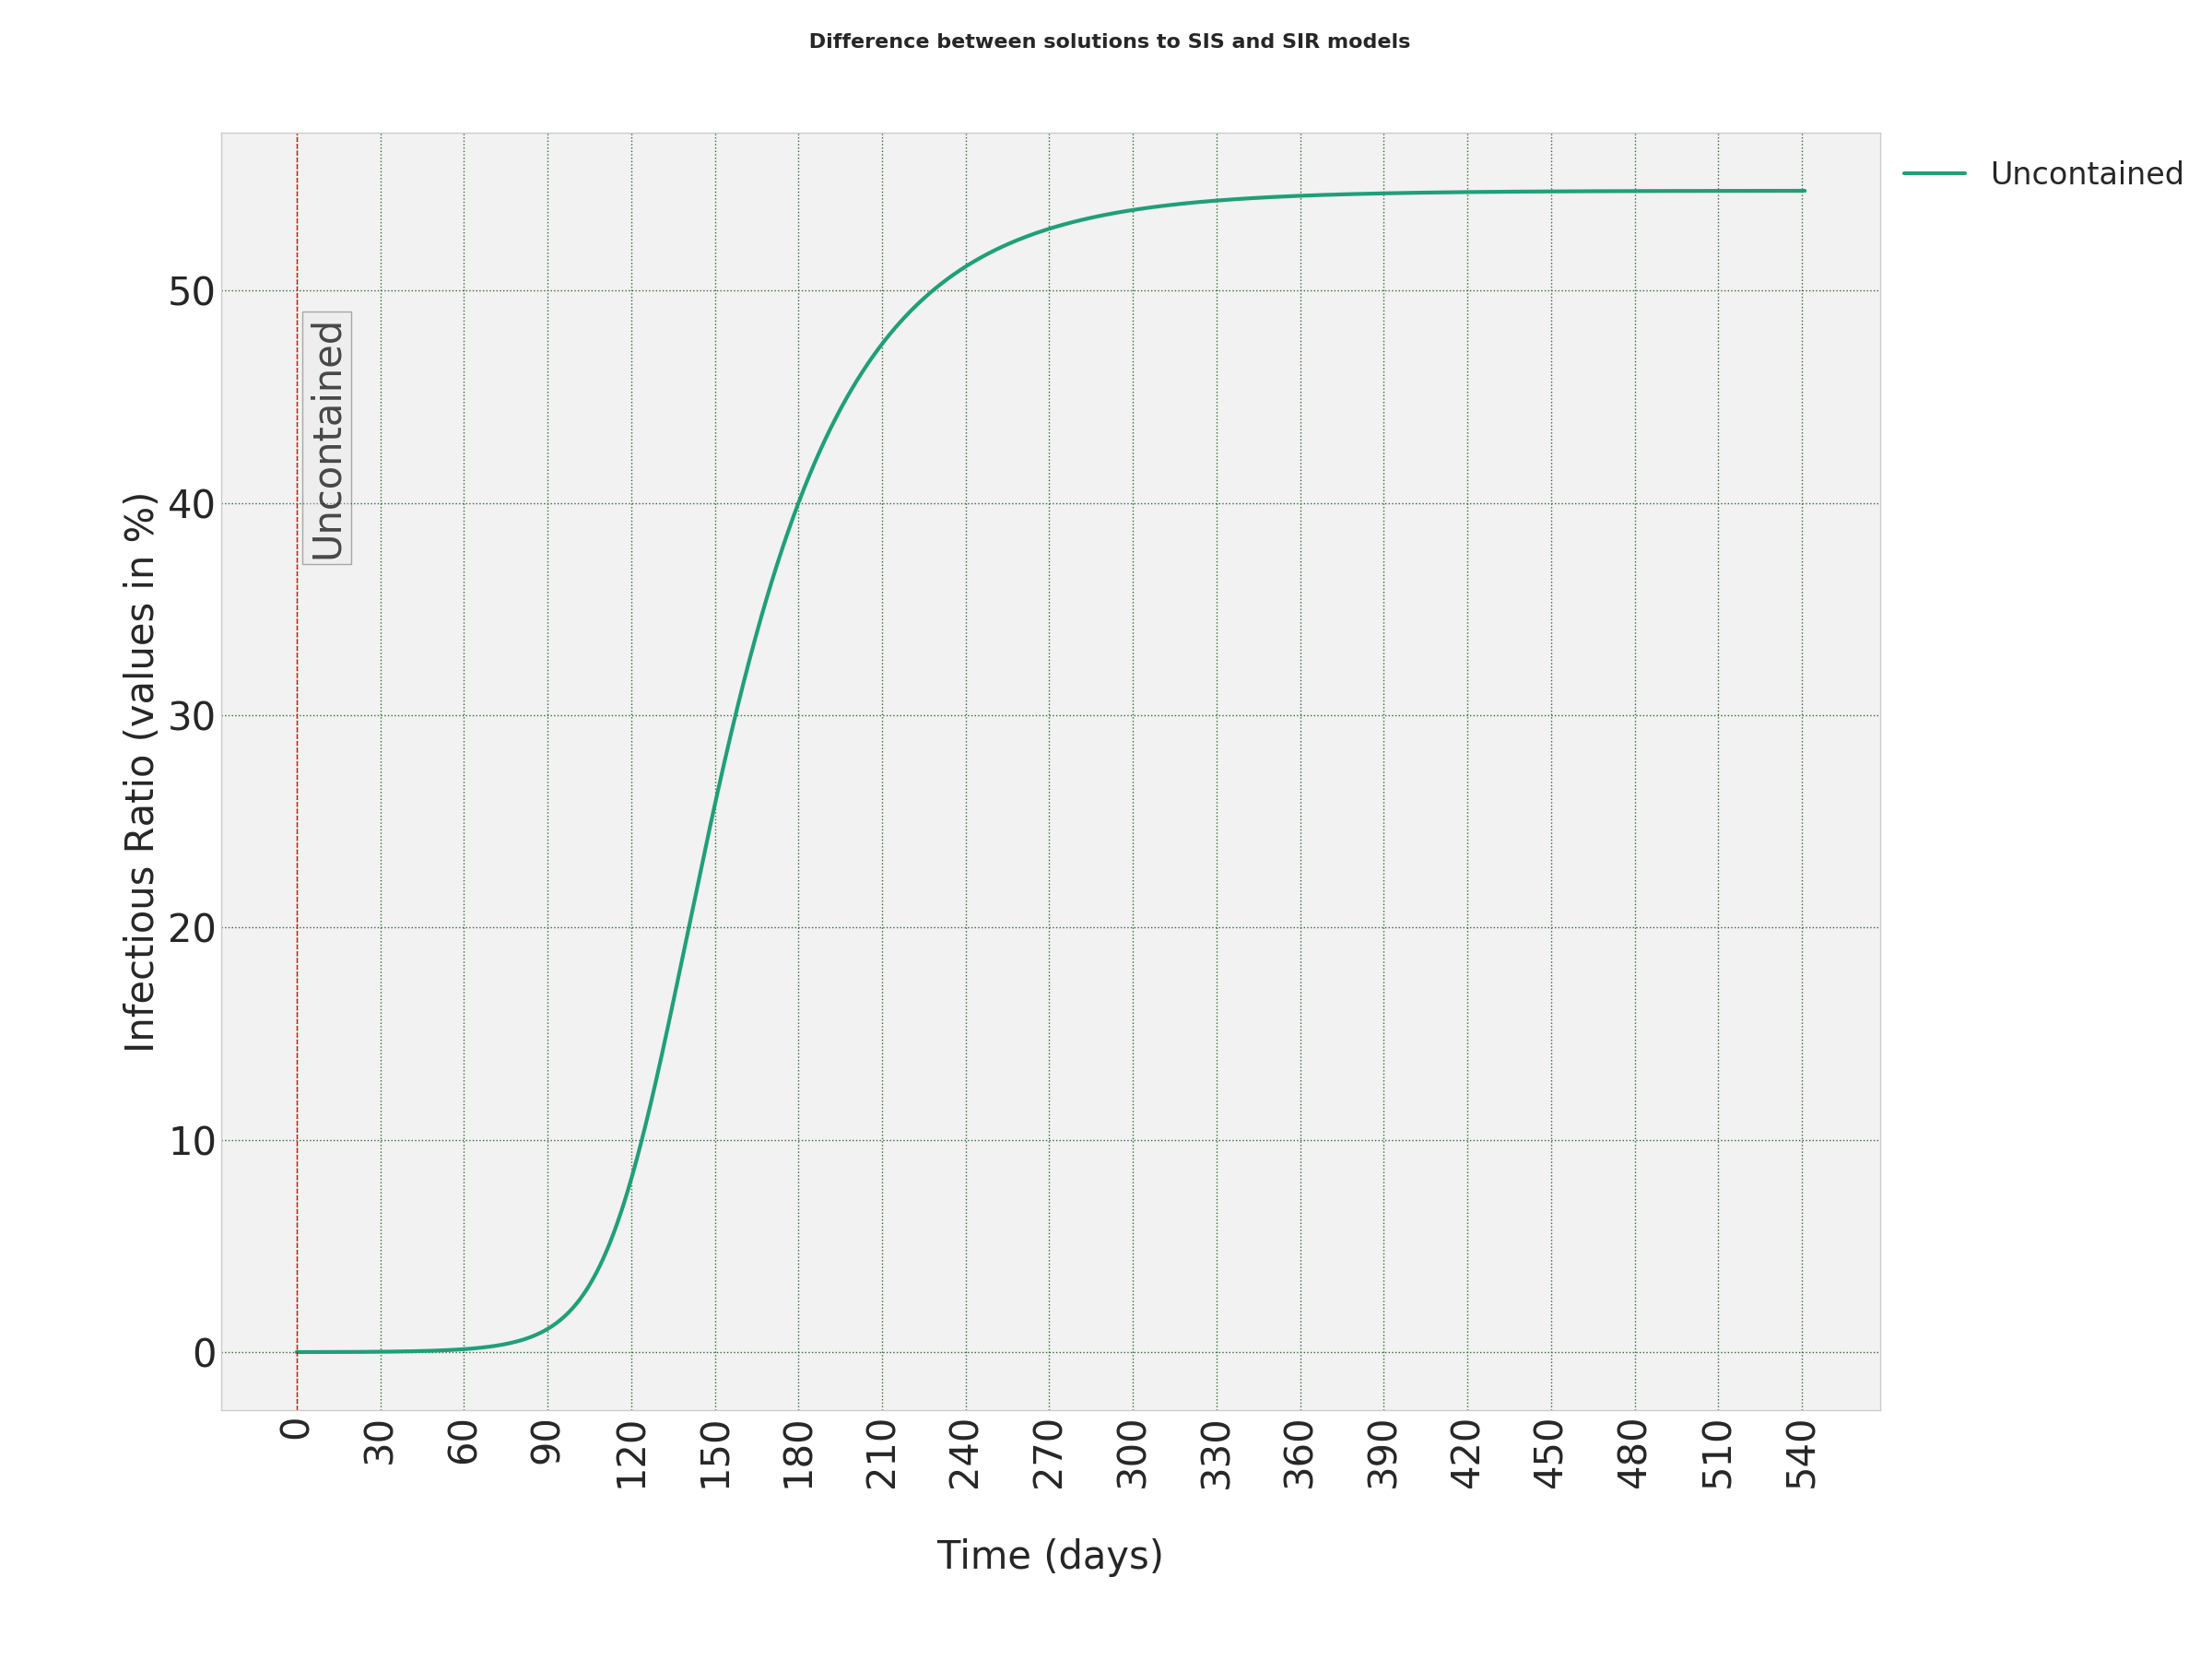 Difference between solutions to SIS and SIR models
Uncontained
Uncontained
Infectious Ratio (values in %)
50
40
30
20
10
0
0 30 60 90 120 150 180 210 240 270 300 330 360 390 420 450 480 510 540
Time (days)